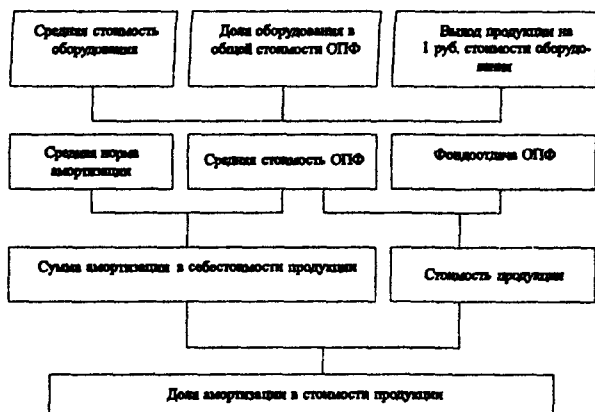 Средняя стоимость
оборудования
Доля оборудования в
общей стоимости ОПФ
Выход продукции на
1 руб. стоимости оборудо-
вания
Средняя норма
амортизации
Средняя стоимость ОПФ
Фондоотдача ОПФ
Сумма амортизации в себестоимости продукции
Стоимость продукции
Доля амортизации в стоимости продукции